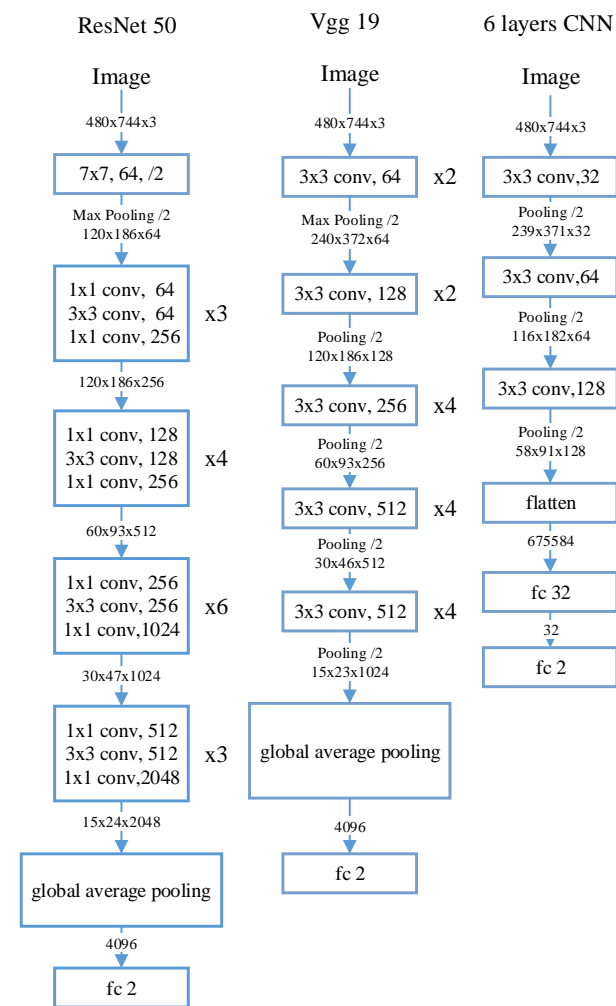 ResNet 50
Image
480x744x3
7x7, 64, /2
Max Pooling /2
120x186x64
1x1 conv, 64
3x3 conv, 64
1x1 conv, 256
x3
120x186x256
1x1 conv, 128
3x3 conv, 128
1x1 conv, 256
x4
60x93x512
1x1 conv, 256
3x3 conv, 256
1x1 conv,1024
x6
30x47x1024
1x1 conv, 512
3x3 conv, 512
1x1 conv,2048
x3
15x24x2048
global average pooling
4096
fc 2
Vgg 19
Image
480x744x3
3x3 conv, 64
x2
Max Pooling /2
240x372x64
3x3 conv, 128
x2
Pooling /2
120x186x128
3x3 conv, 256
x4
Pooling /2
60x93x256
3x3 conv, 512
x4
Pooling /2
30x46x512
3x3 conv, 512
x4
Pooling /2
15x23x1024
global average pooling
4096
fc 2
6 layers CNN
Image
480x744x3
3x3 conv,32
Pooling /2
239x371x32
3x3 conv,64
Pooling /2
116x182x64
3x3 conv,128
Pooling /2
58x91x128
flatten
675584
fc 32
32
fc 2